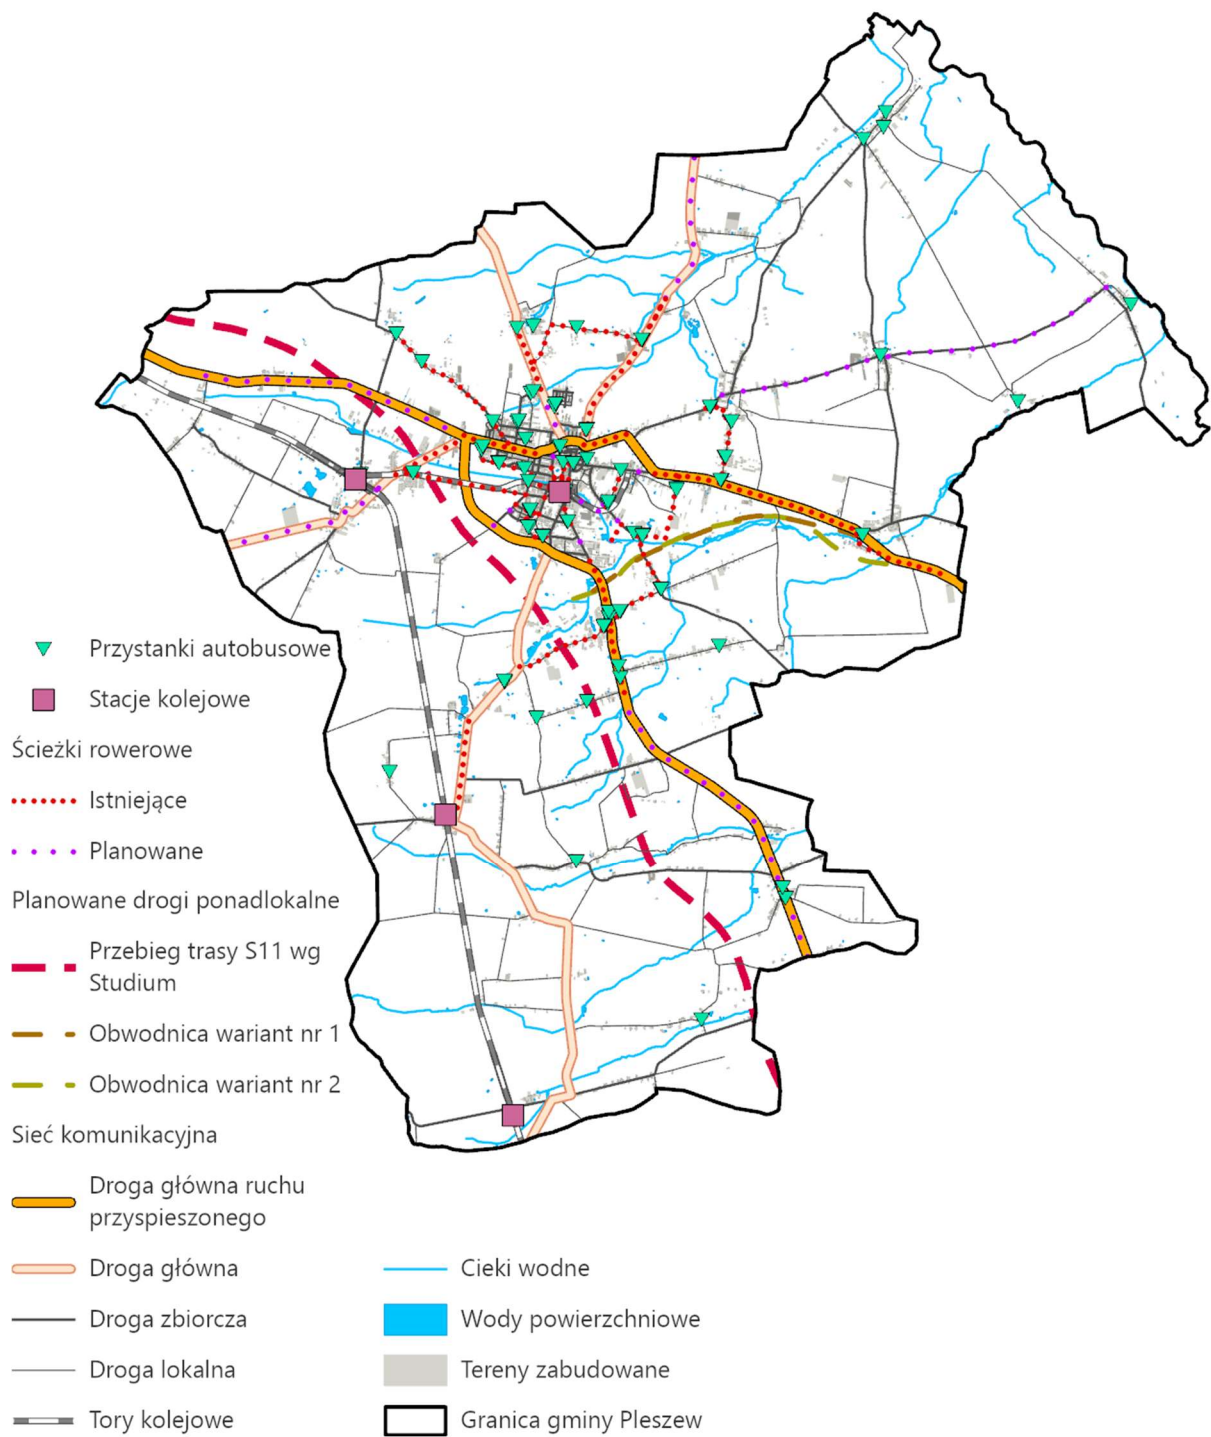 Przystanki autobusowe
Stacje kolejowe
Ścieżki rowerowe
Istniejące
Planowane
Planowane drogi ponadlokalne
Przebieg trasy S11 wg
Studium
Obwodnica wariant nr 1
Obwodnica wariant nr 2
Sieć komunikacyjna
Droga główna ruchu
przyspieszonego
Droga główna
Droga zbiorcza
Droga lokalna
Tory kolejowe
Cieki wodne
Wody powierzchniowe
Tereny zabudowane
Granica gminy Pleszew